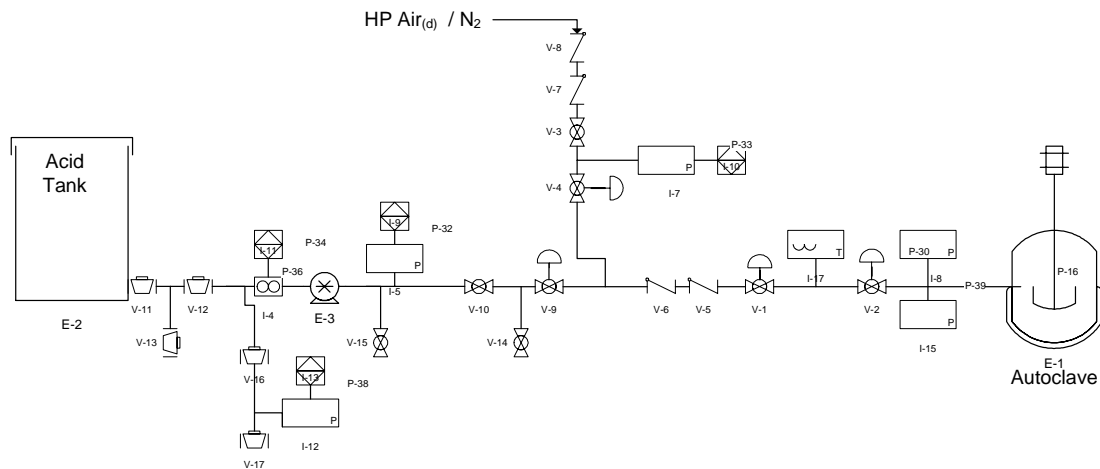 HP Air(d) / N2
V-8
V-7
V-3
P-33
I-10
P
I-7
V-4
Acid
Tank
E-2
V-11
V-12
V-13
I-11
P-34
P-36
I-4
E-3
I-9
P-32
P
I-5
V-15
V-10
V-14
V-9
V-6
V-5
V-1
T
I-17
V-2
P-30
P
I-8
P
I-15
P-39
P-16
E-1
Autoclave
V-16
I-13
P-38
P
I-12
V-17